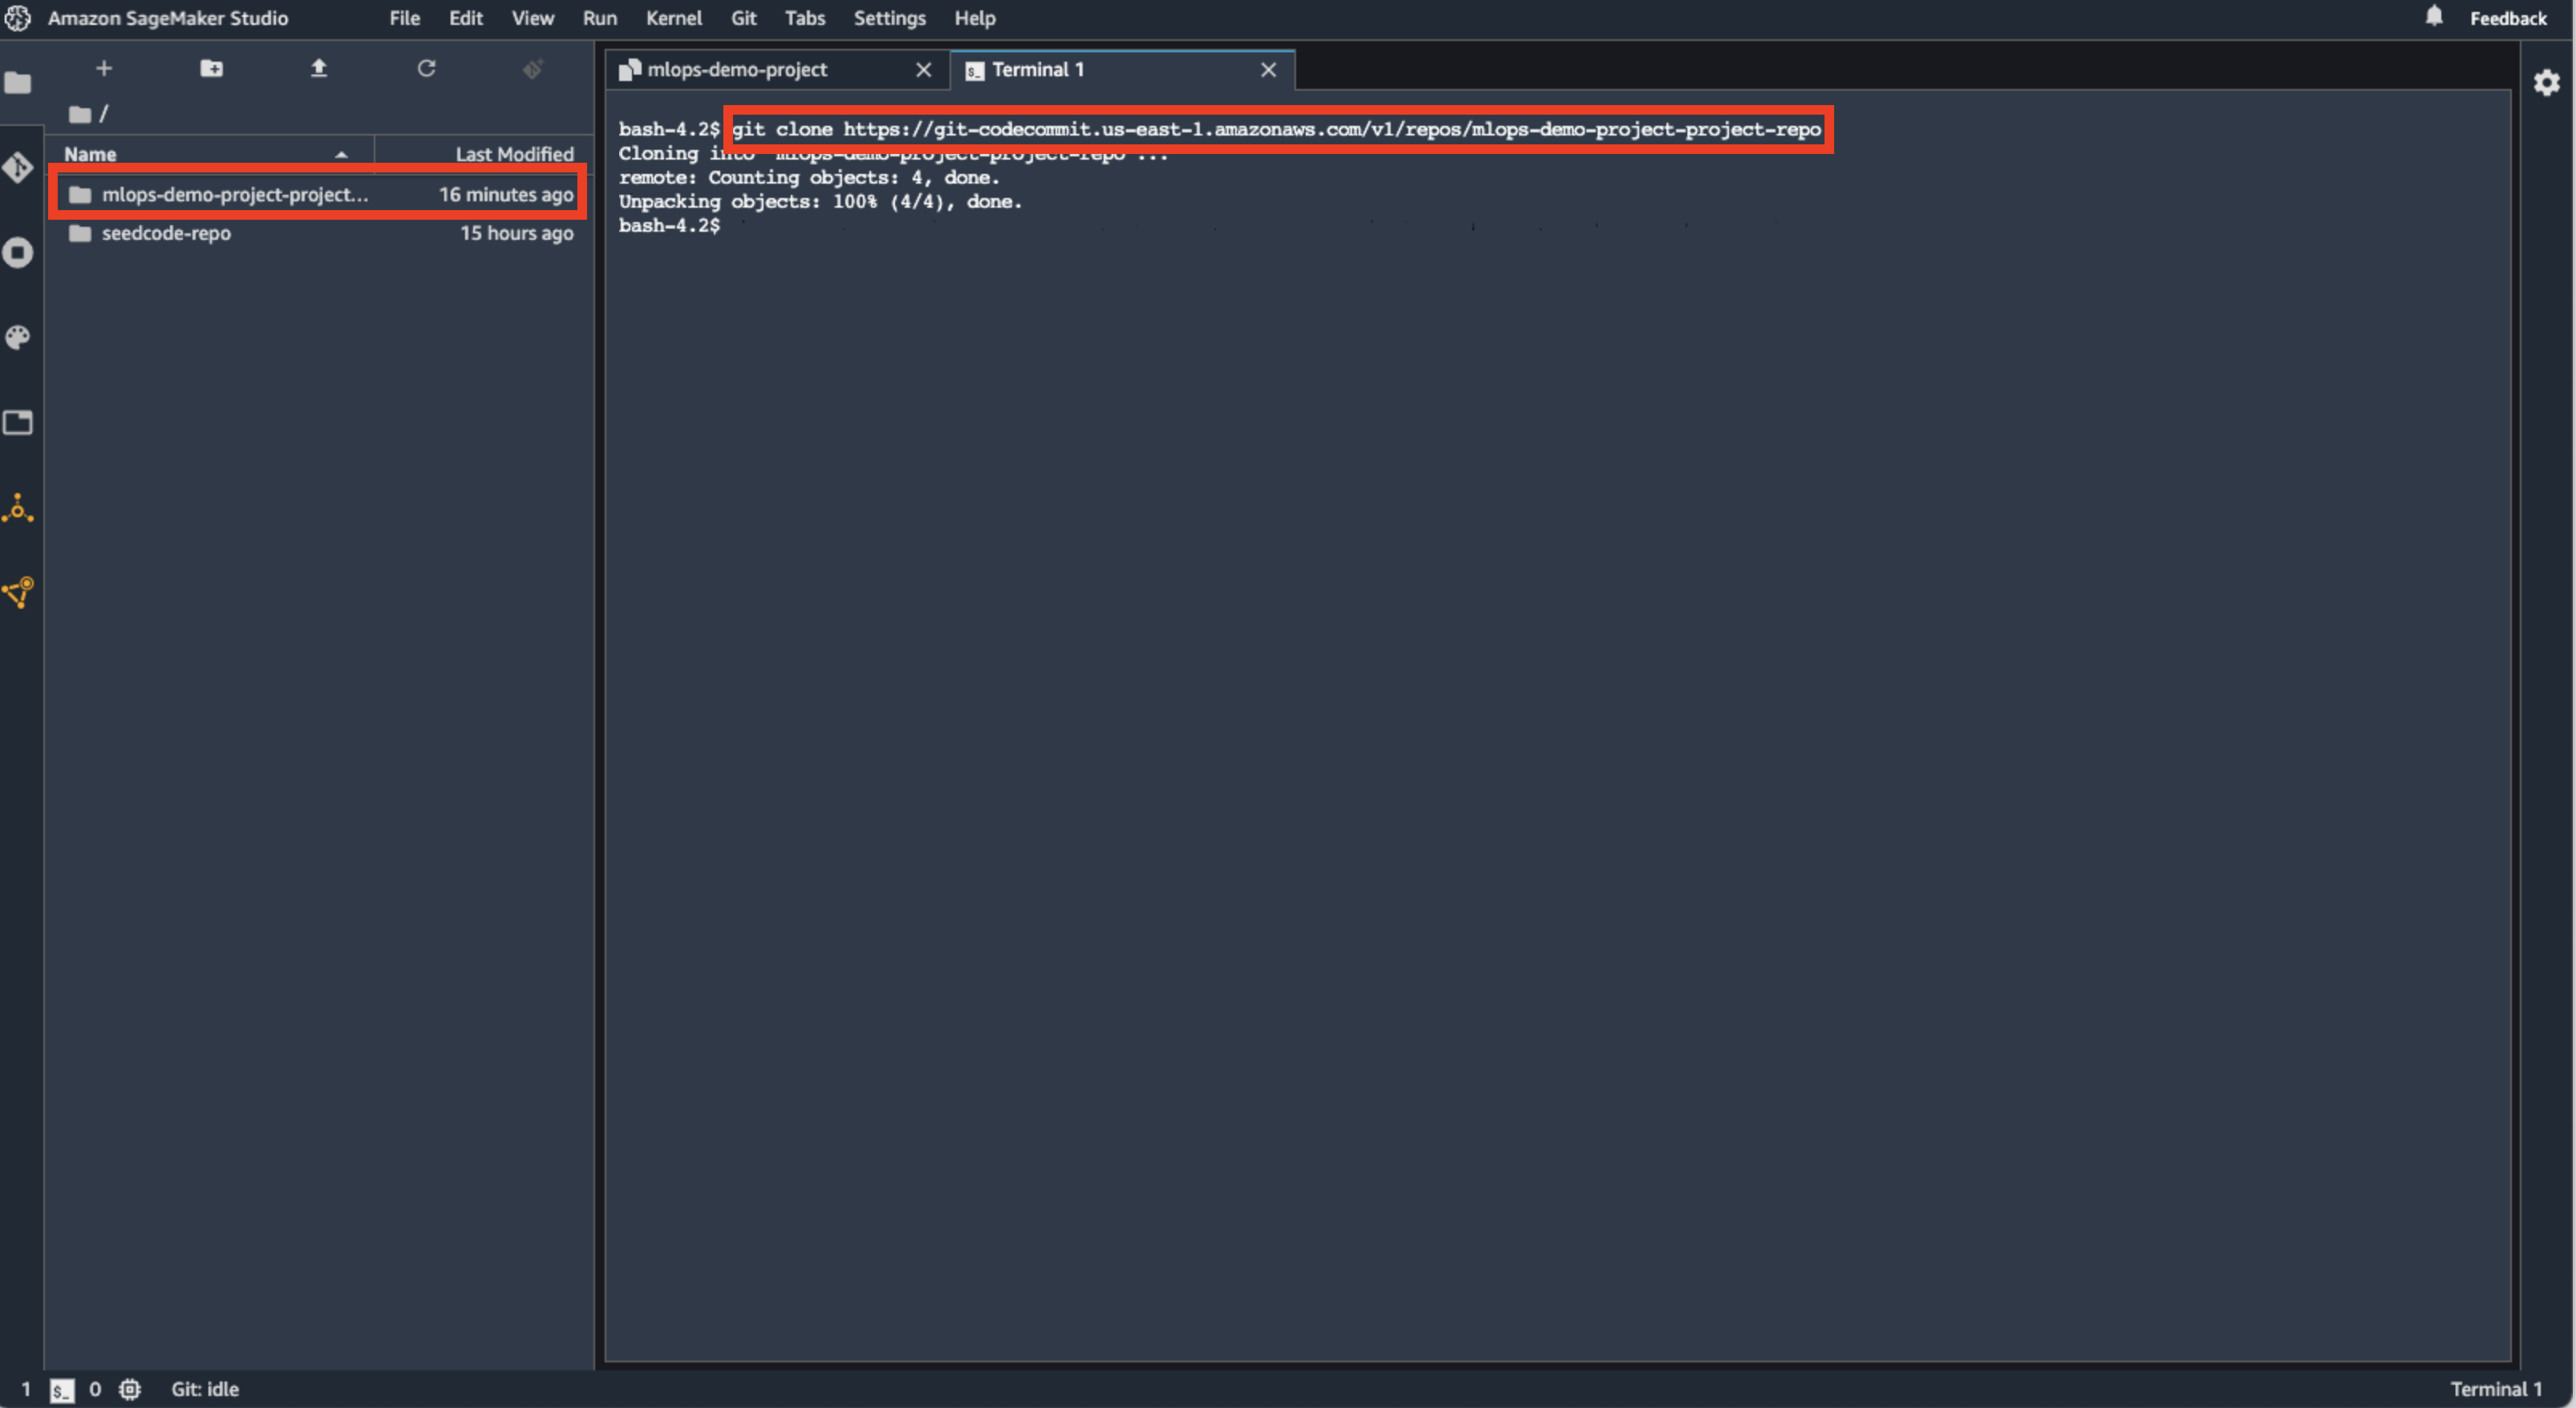 Amazon SageMaker Studio File Edit View Run Kernel Git Tabs Settings Help Feedback
mlops-demo-project Terminal 1
/
Name Last Modified
mlops-demo-project-project... 16 minutes ago
seedcode-repo 15 hours ago
bash-4.2$ git clone https://git-codecommit.us-east-1.amazonaws.com/v1/repos/mlops-demo-project-project-repo
Cloning into 'mlops-demo-project-project-repo'...
remote: Counting objects: 4, done.
Unpacking objects: 100% (4/4), done.
bash-4.2$
1 $_ 0 Git: idle Terminal 1